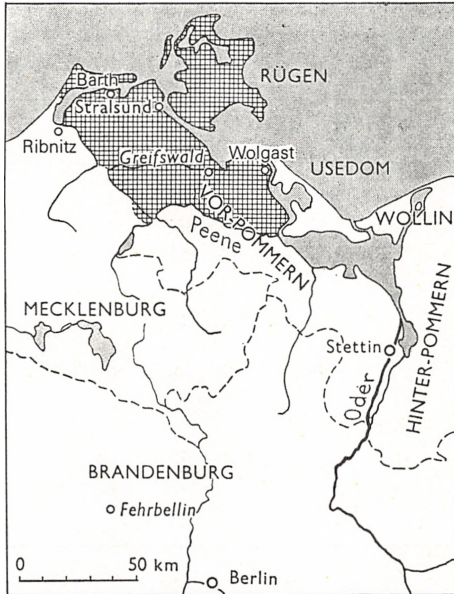 RÜGEN
Barth
Stralsund
Ribnitz
Greifswald
Wolgast
USEDOM
WOLLIN
VOR-POMMERN
Peene
MECKLENBURG
Stettin
HINTER-POMMERN
Odér
BRANDENBURG
Fehrbellin
0 50 km
Berlin